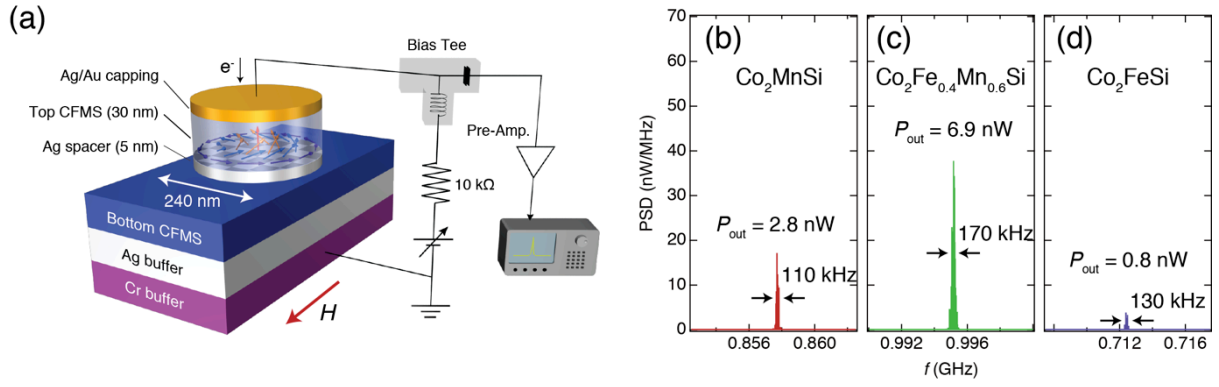 (a)
e-
Bias Tee
Ag/Au capping
Top CFMS (30 nm)
Ag spacer (5 nm)
Pre-Amp.
10 kΩ
240 nm
Bottom CFMS
Ag buffer
Cr buffer
H
(b)
(c)
(d)
PSD (nW/MHz)
70
60
50
40
30
20
10
0
Co2MnSi
Pout = 2.8 nW
110 kHz
0.856
0.860
Co2Fe0.4Mn0.6Si
Pout = 6.9 nW
170 kHz
0.992
0.996
Co2FeSi
Pout = 0.8 nW
130 kHz
0.712
0.716
f (GHz)